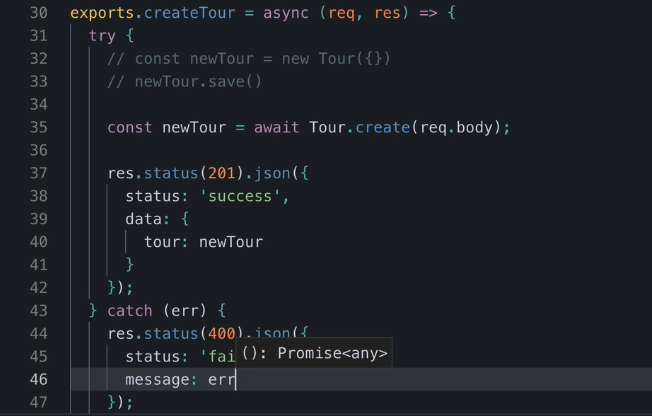 30 exports.createTour = async (req, res) => {
31 try {
32 // const newTour = new Tour({})
33 // newTour.save()
34
35 const newTour = await Tour.create(req.body);
36
37 res.status(201).json({
38 status: 'success',
39 data: {
40 tour: newTour
41 }
42 });
43 } catch (err) {
44 res.status(400).json({
45 status: 'fai (): Promise<any>
46 message: err
47 });